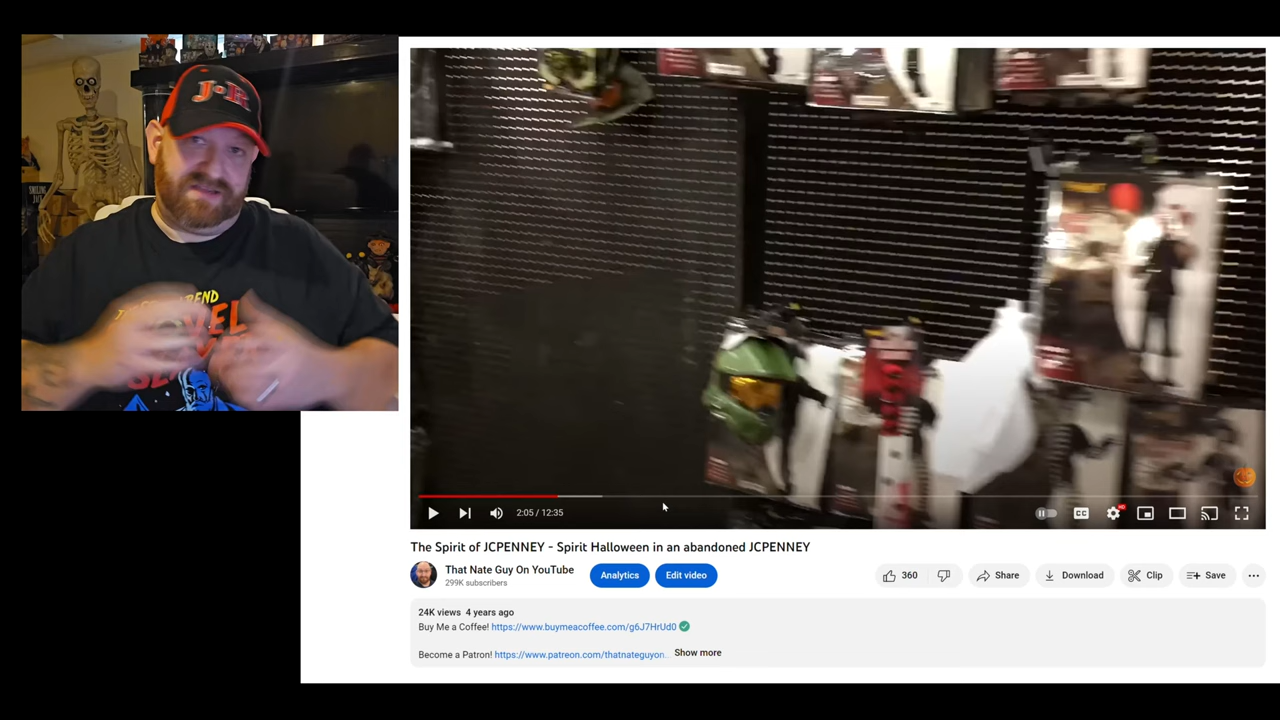 J R
2:05 / 12:35
CC
HD
The Spirit of JCPENNEY - Spirit Halloween in an abandoned JCPENNEY
That Nate Guy On YouTube
299K subscribers
Analytics
Edit video
360
Share
Download
Clip
Save
24K views 4 years ago
Buy Me a Coffee! https://www.buymeacoffee.com/g6J7HrUd0
Become a Patron! https://www.patreon.com/thatnateguyon...
Show more